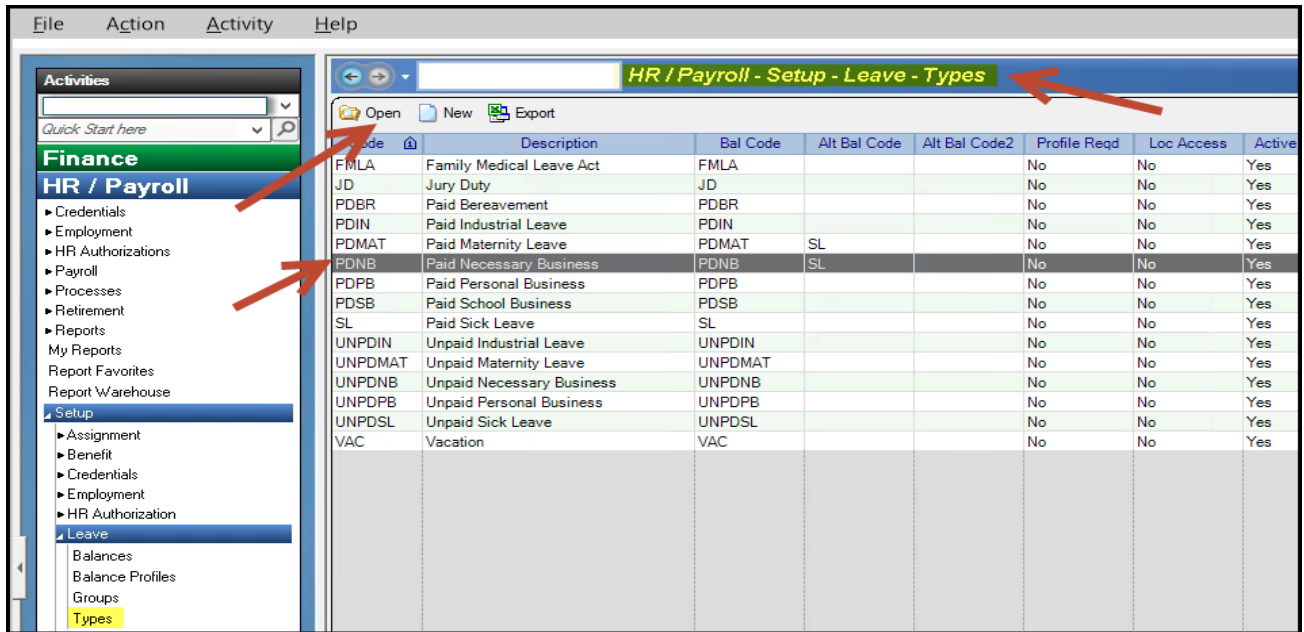 File Action Activity Help
Activities
Quick Start here
Finance
HR / Payroll
Credentials
Employment
HR Authorizations
Payroll
Processes
Retirement
Reports
My Reports
Report Favorites
Report Warehouse
Setup
Assignment
Benefit
Credentials
Employment
HR Authorization
Leave
Balances
Balance Profiles
Groups
Types
HR / Payroll - Setup - Leave - Types
Open New Export
Description Bal Code Alt Bal Code Alt Bal Code2 Profile Reqd Loc Access Active
FMLA Family Medical Leave Act FMLA No No Yes
JD Jury Duty JD No No Yes
PDBR Paid Bereavement PDBR No No Yes
PDIN Paid Industrial Leave PDIN No No Yes
PDMAT Paid Maternity Leave PDMAT SL No No Yes
PDNB Paid Necessary Business PDNB SL No No Yes
PDPB Paid Personal Business PDPB No No Yes
PDSB Paid School Business PDSB No No Yes
SL Paid Sick Leave SL No No Yes
UNPDIN Unpaid Industrial Leave UNPDIN No No Yes
UNPDMAT Unpaid Maternity Leave UNPDMAT No No Yes
UNPDNB Unpaid Necessary Business UNPDNB No No Yes
UNPDPB Unpaid Personal Business UNPDPB No No Yes
UNPDSL Unpaid Sick Leave UNPDSL No No Yes
VAC Vacation VAC No No Yes